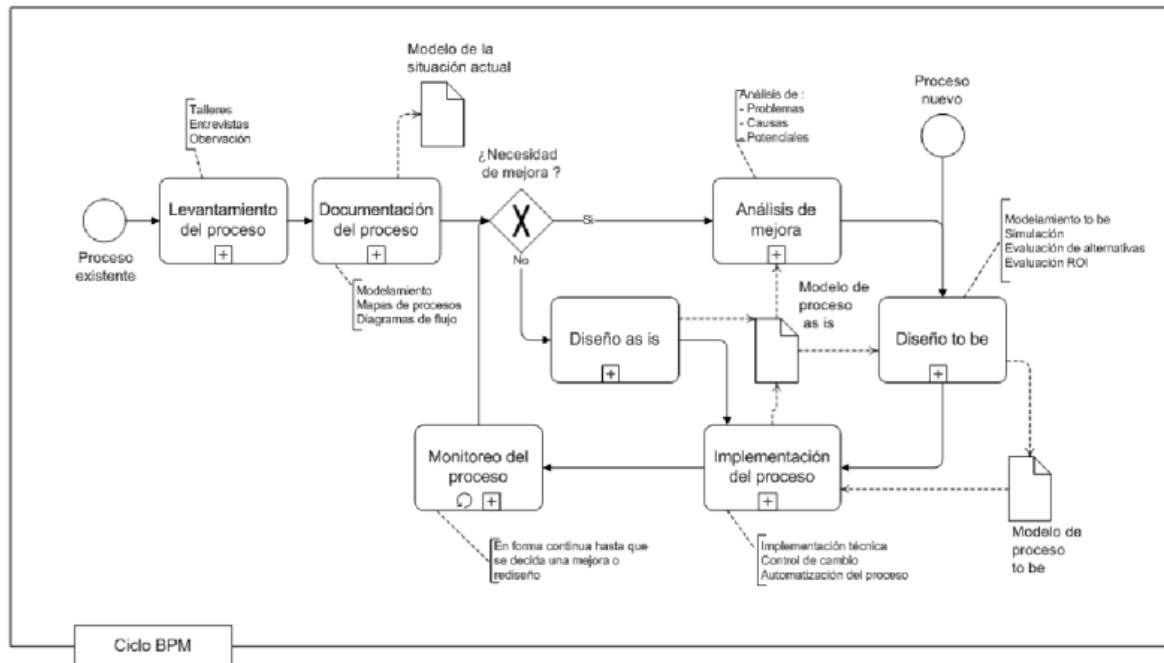 Modelo de la
situación actual
Talleres
Entrevistas
Obervación
Análisis de :
- Problemas
- Causas
- Potenciales
Proceso
nuevo
¿Necesidad
de mejora ?
Levantamiento
del proceso
Documentación
del proceso
Si
Análisis de
mejora
Proceso
existente
No
Modelamiento
Mapas de procesos
Diagramas de flujo
Modelamiento to be
Simulación
Evaluación de alternativas
Evaluación ROI
Modelo de
proceso
as is
Diseño as is
Diseño to be
Monitoreo del
proceso
Implementación
del proceso
En forma continua hasta que
se decida una mejora o
rediseño
Implementación técnica
Control de cambio
Automatización del proceso
Modelo de
proceso
to be
Ciclo BPM